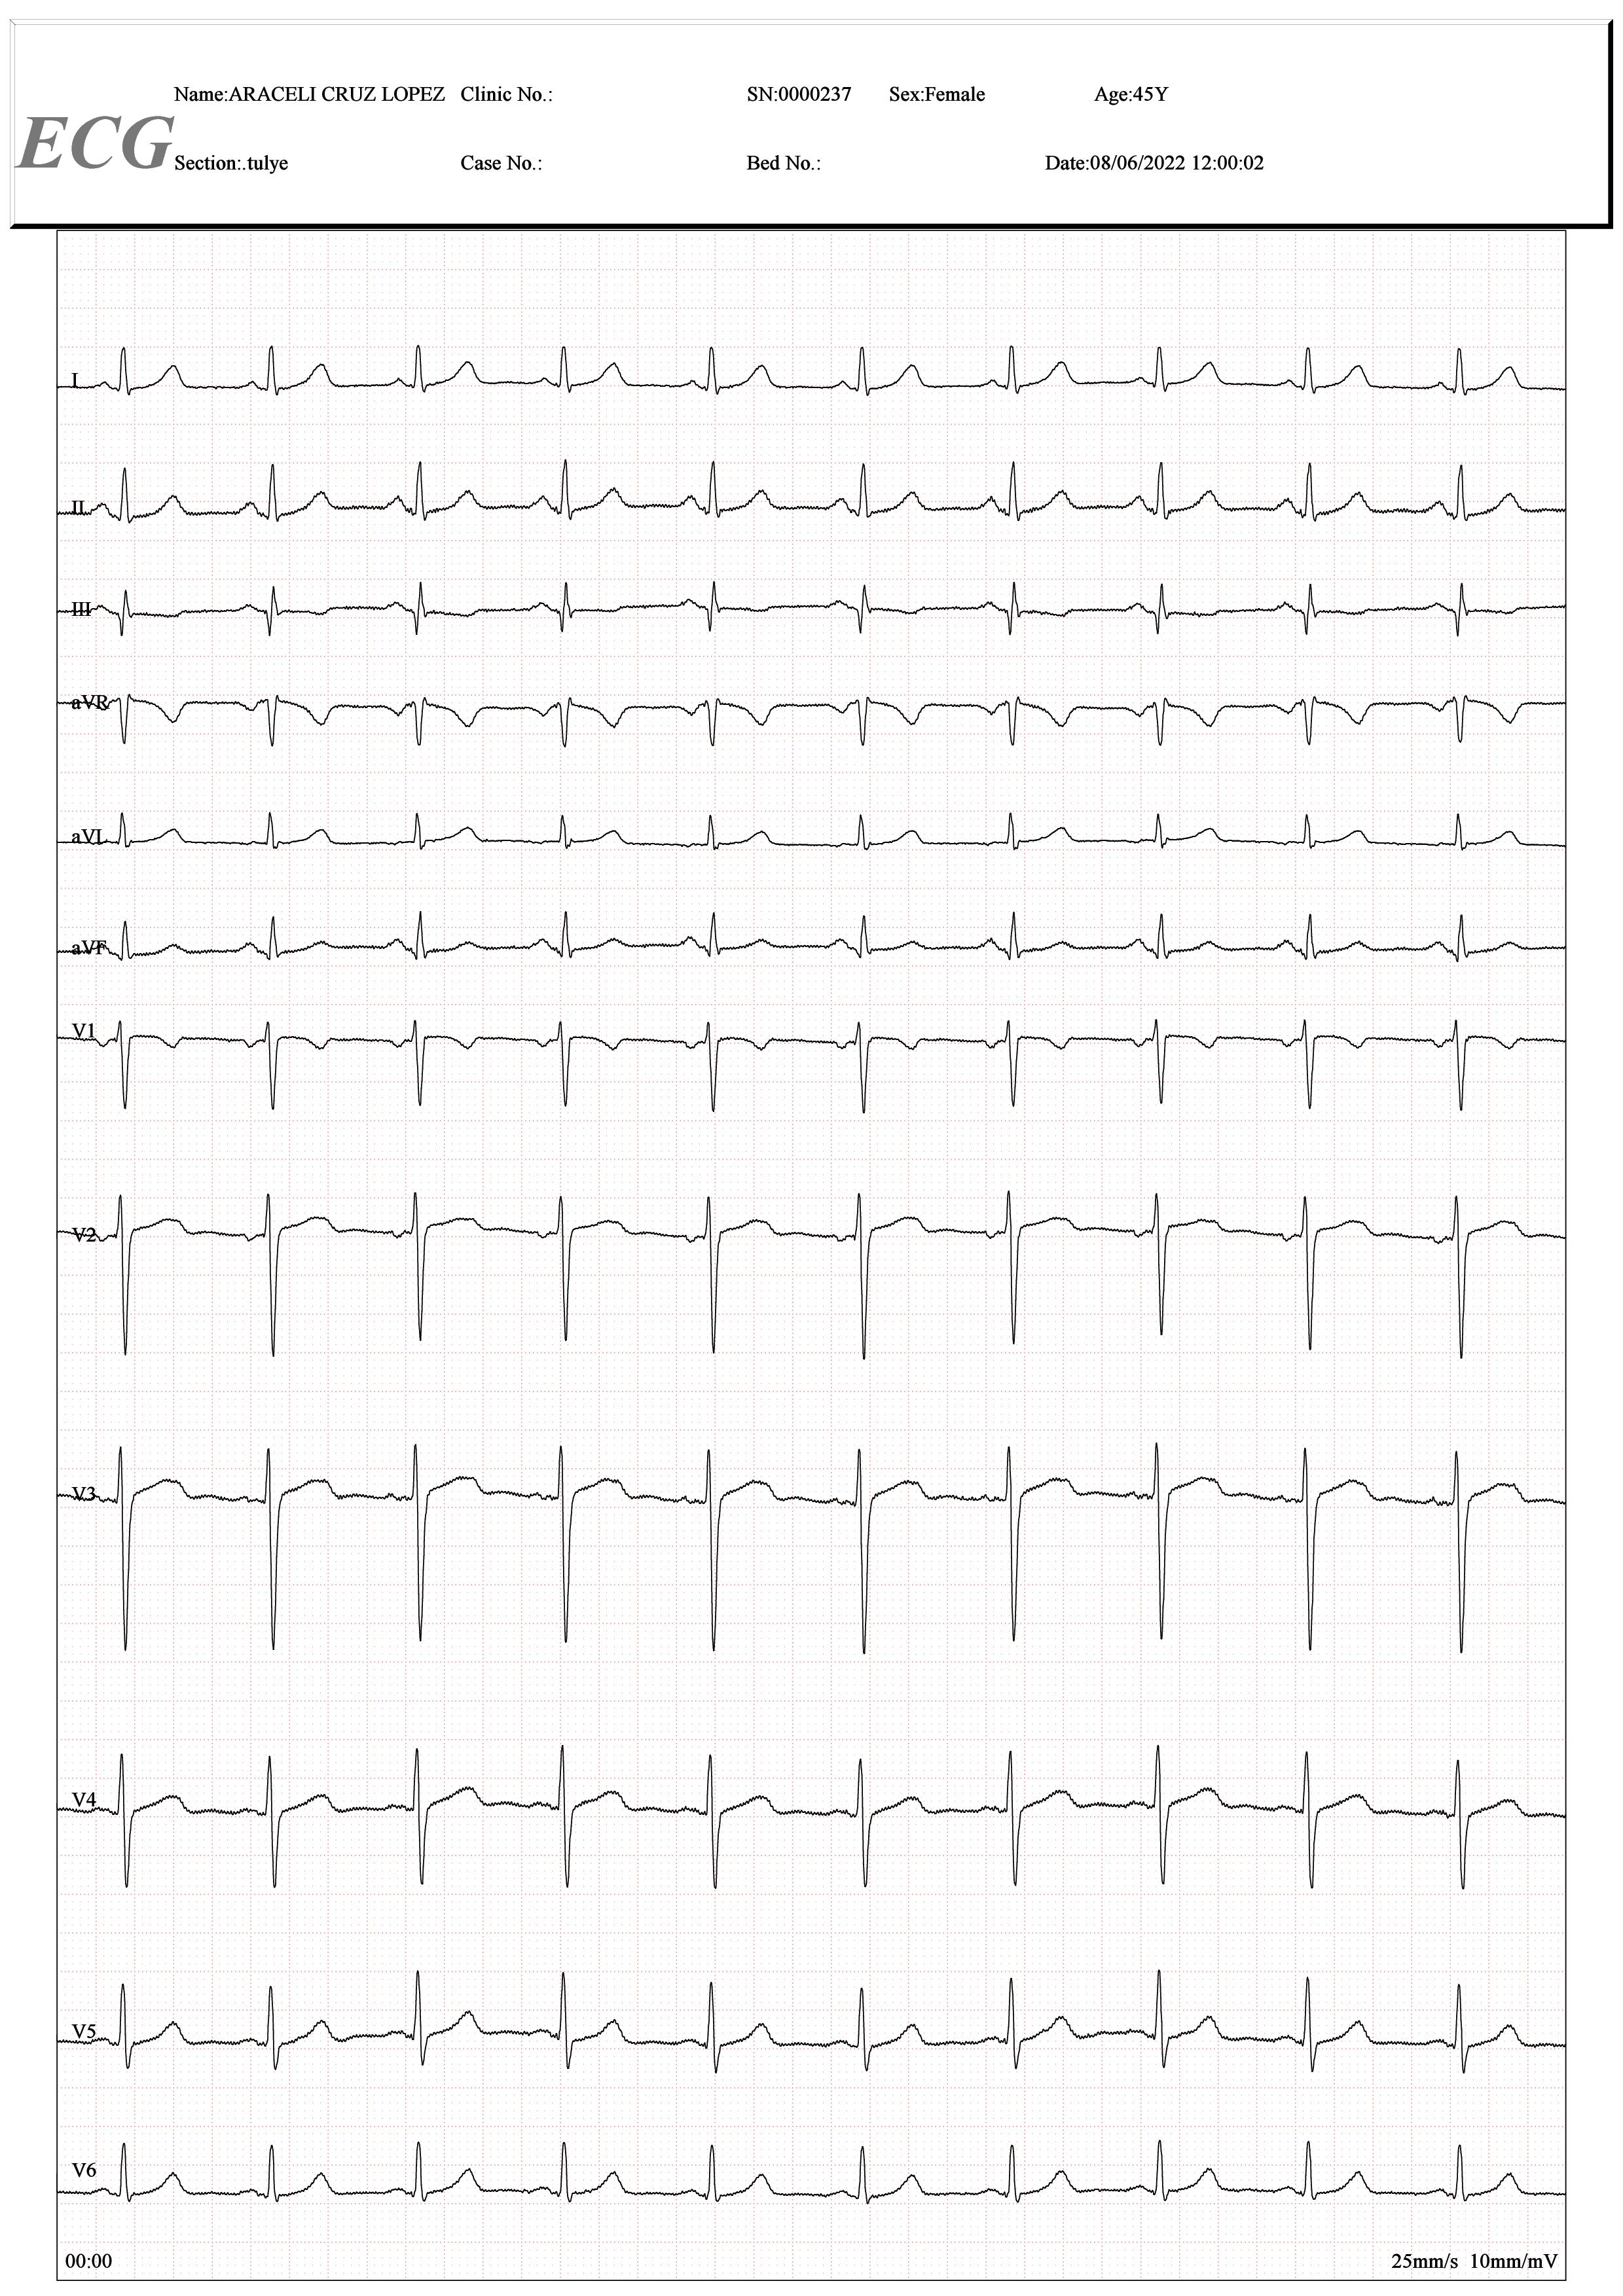 Name:ARACELI CRUZ LOPEZ Clinic No.: SN:0000237 Sex:Female Age:45Y
ECG
Section:.tulye Case No.: Bed No.: Date:08/06/2022 12:00:02
I
II
III
aVR
aVL
aVF
V1
V2
V3
V4
V5
V6
00:00 25mm/s 10mm/mV